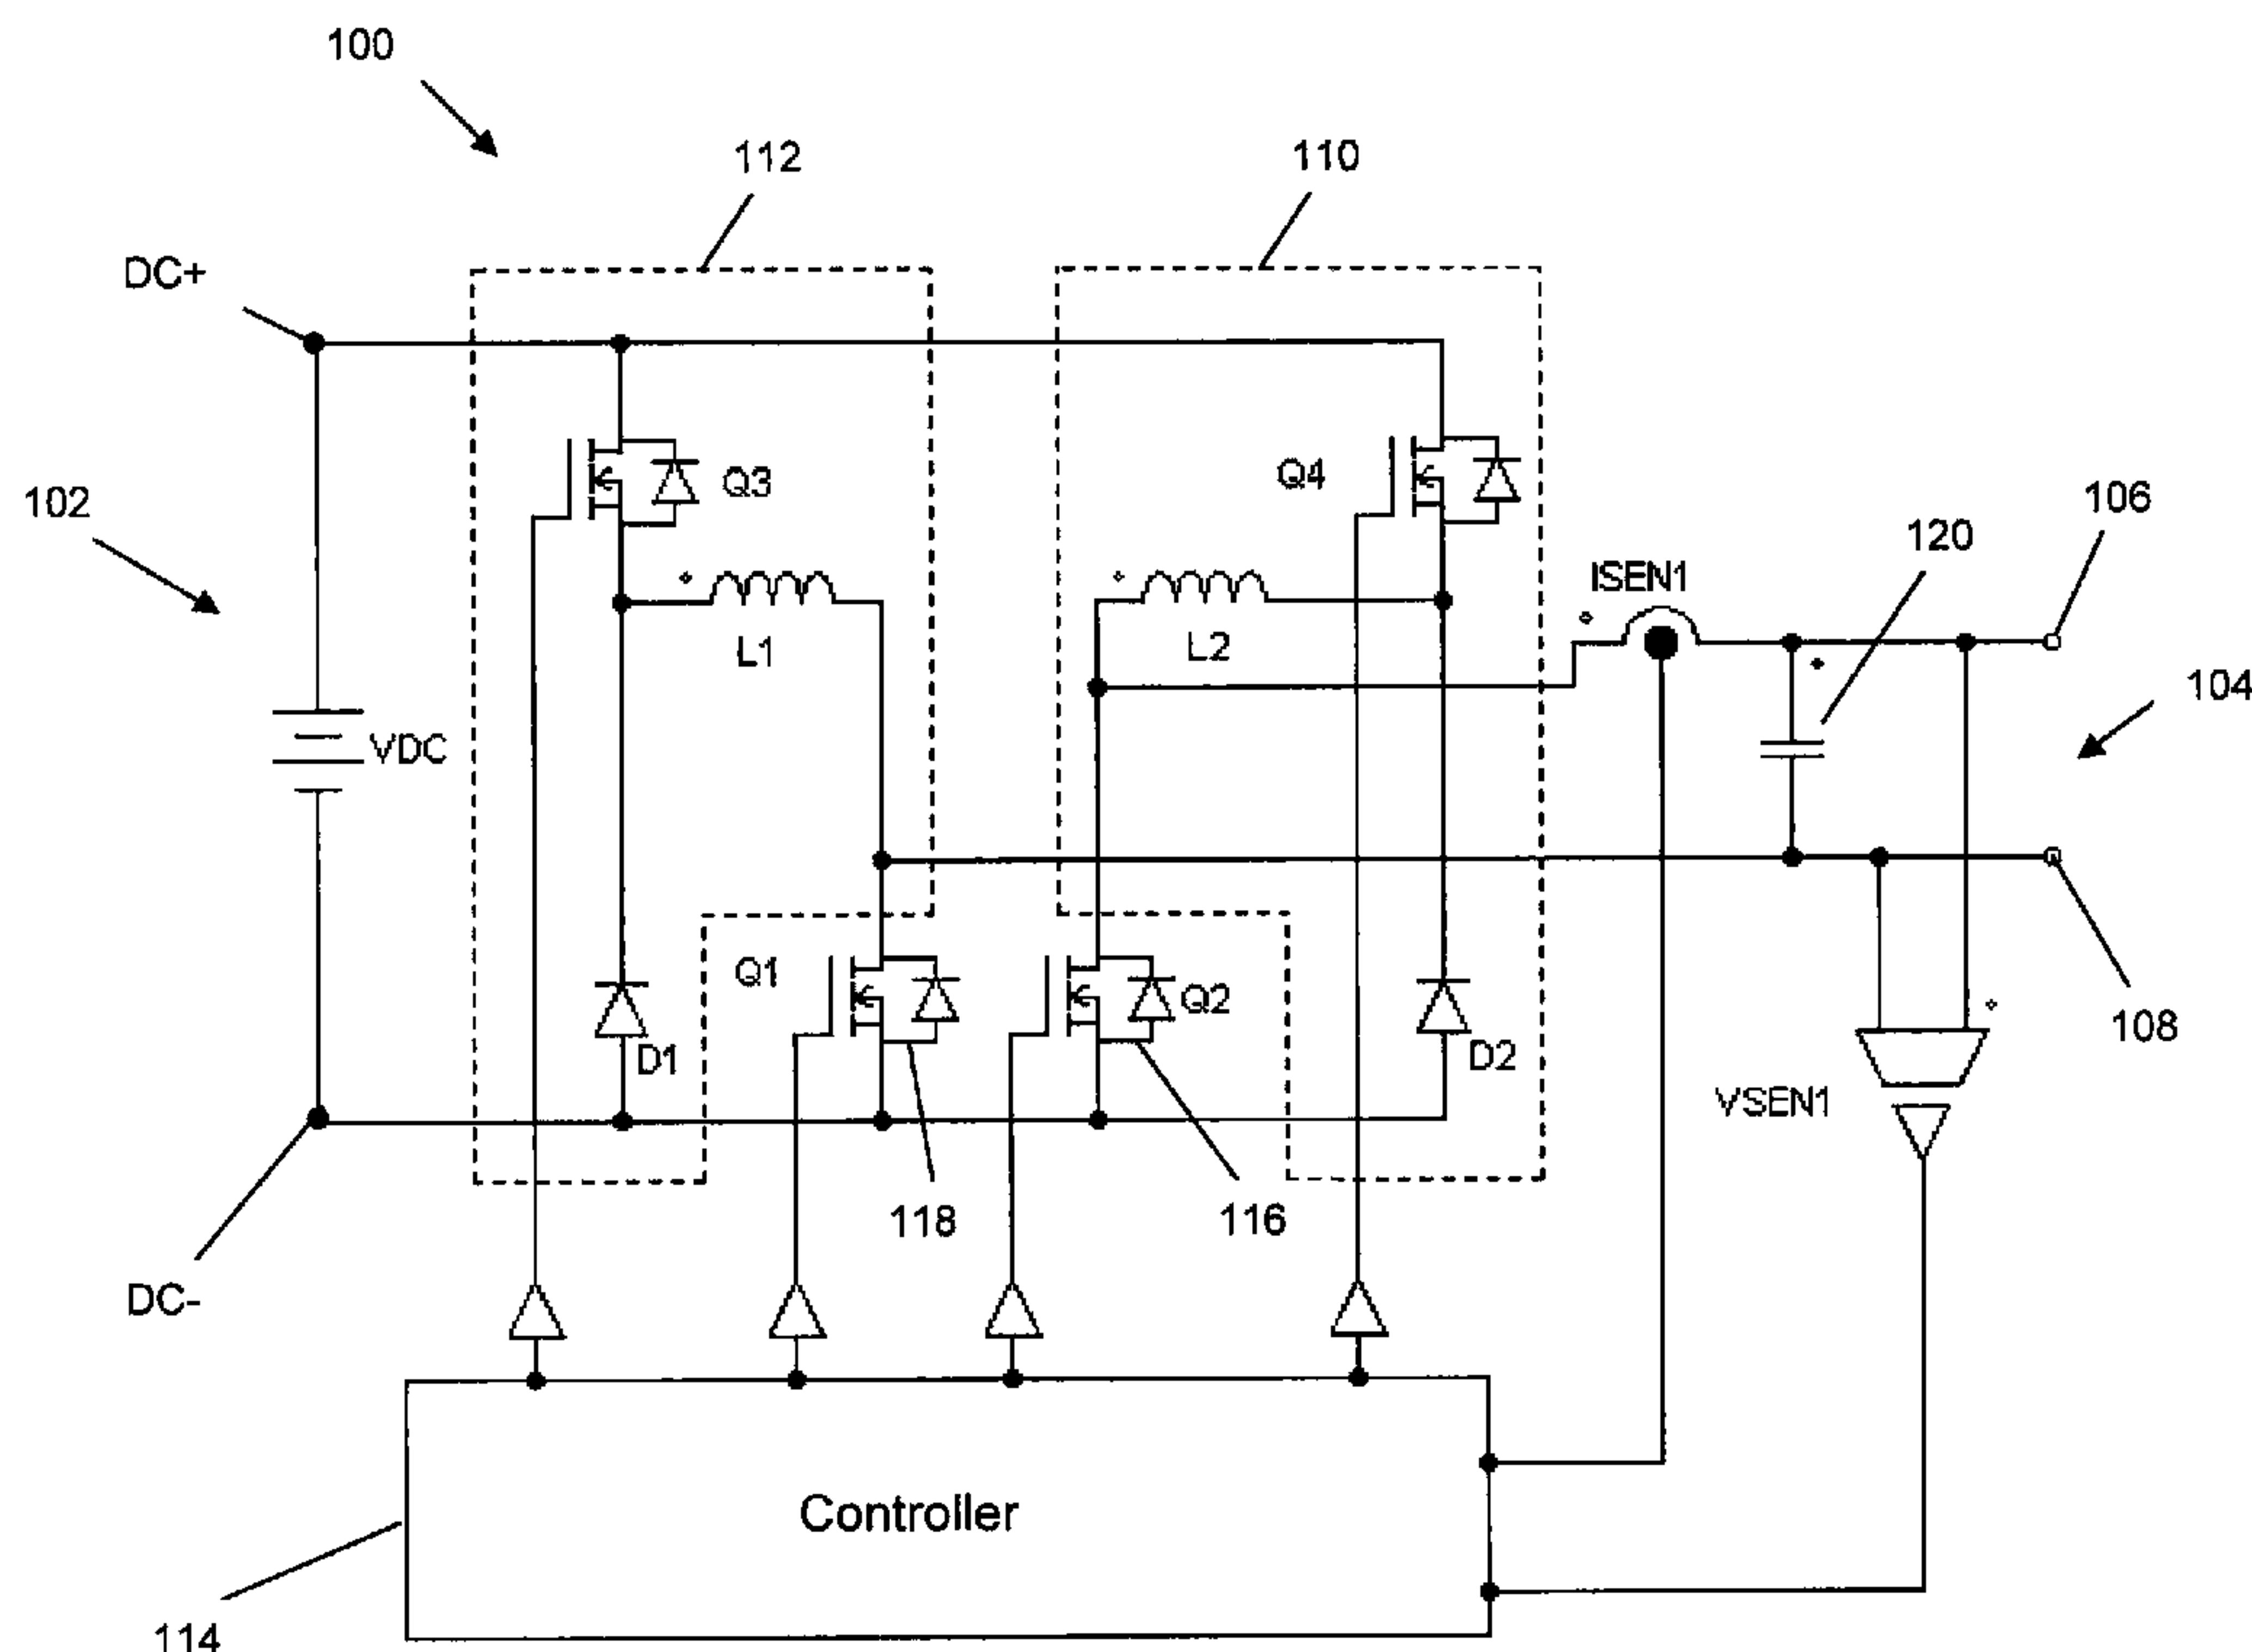 100
112
110
DC+
Q3
Q4
102
106
120
ISEN1
L1
L2
104
VDC
Q1
Q2
108
D1
D2
VSEN1
118
116
DC-
Controller
114